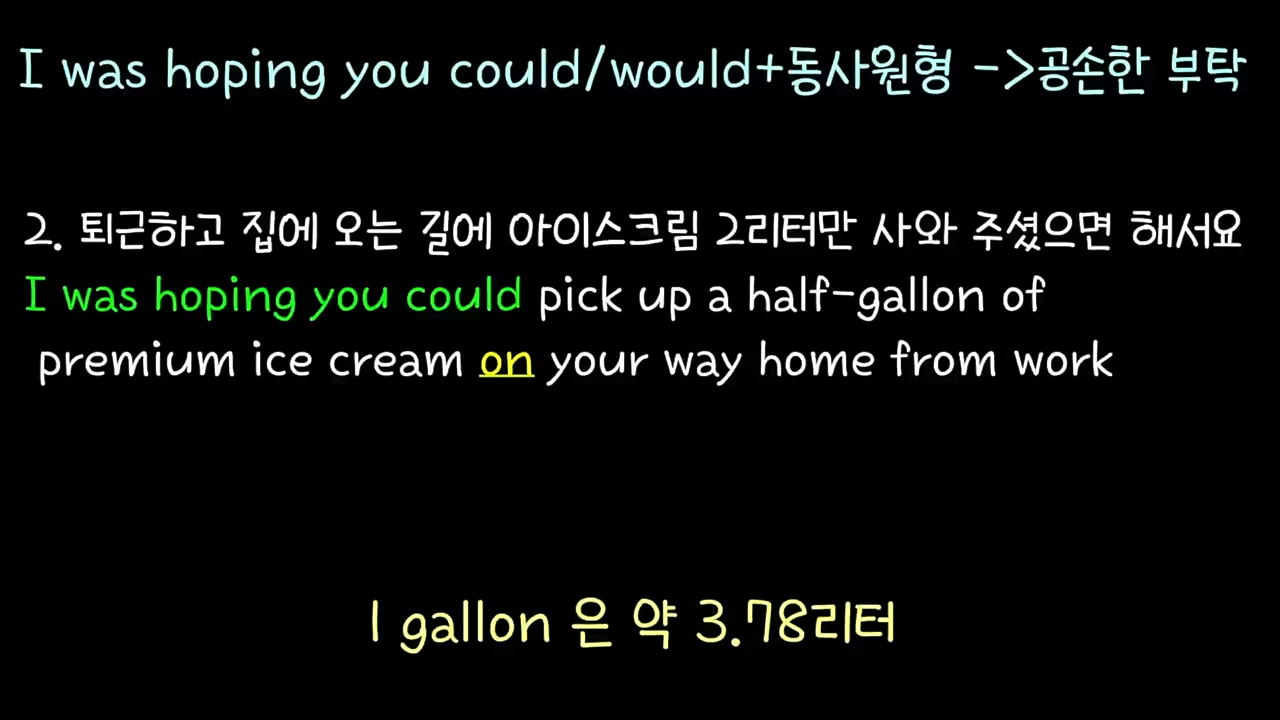 I was hoping you could/would+동사원형 ->공손한 부탁
2. 퇴근하고 집에 오는 길에 아이스크림 2리터만 사와 주셨으면 해서요
I was hoping you could pick up a half-gallon of
premium ice cream on your way home from work
1 gallon 은 약 3.78리터